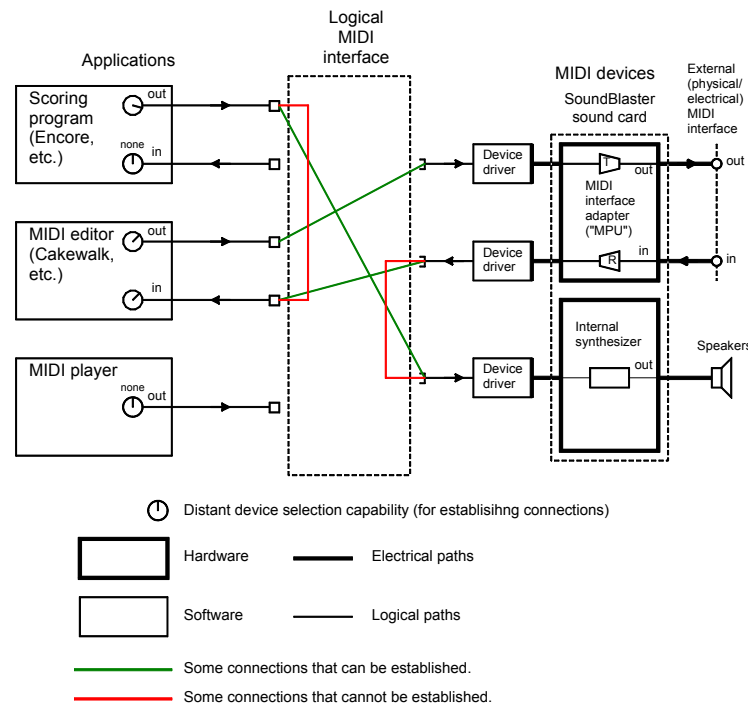 Logical
MIDI
interface
Applications
MIDI devices
SoundBlaster
sound card
External
(physical/
electrical)
MIDI
interface
Scoring
program
(Encore,
etc.)
out
none
in
Device
driver
T
out
out
MIDI
interface
adapter
("MPU")
MIDI editor
(Cakewalk,
etc.)
out
in
Device
driver
in
R
in
Internal
synthesizer
out
Speakers
MIDI player
none
out
Device
driver
Distant device selection capability (for establisihng connections)
Hardware
Electrical paths
Software
Logical paths
Some connections that can be established.
Some connections that cannot be established.